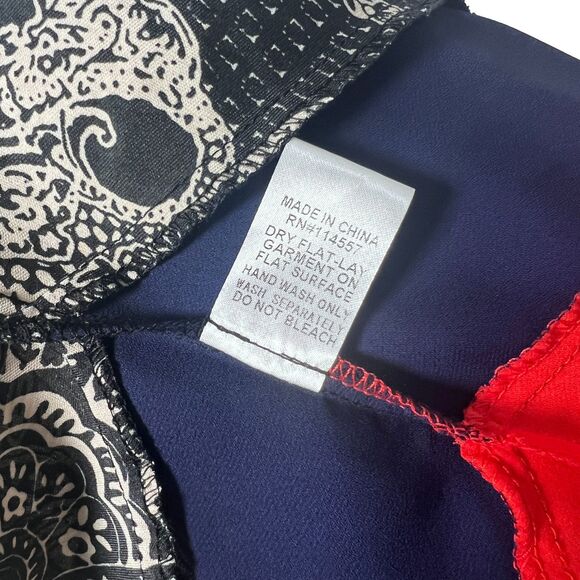 MADE IN CHINA
RN#114557
DRY FLAT-LAY
GARMENT ON
FLAT SURFACE
HAND WASH ONLY
WASH SEPARATELY
DO NOT BLEACH